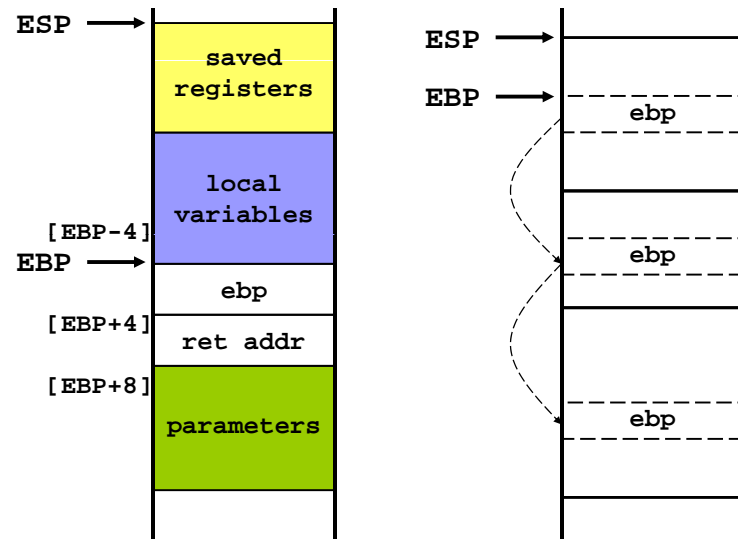 ESP
saved
registers
local
variables
[EBP-4]
EBP
ebp
[EBP+4]
ret addr
[EBP+8]
parameters
ESP
EBP
ebp
ebp
ebp